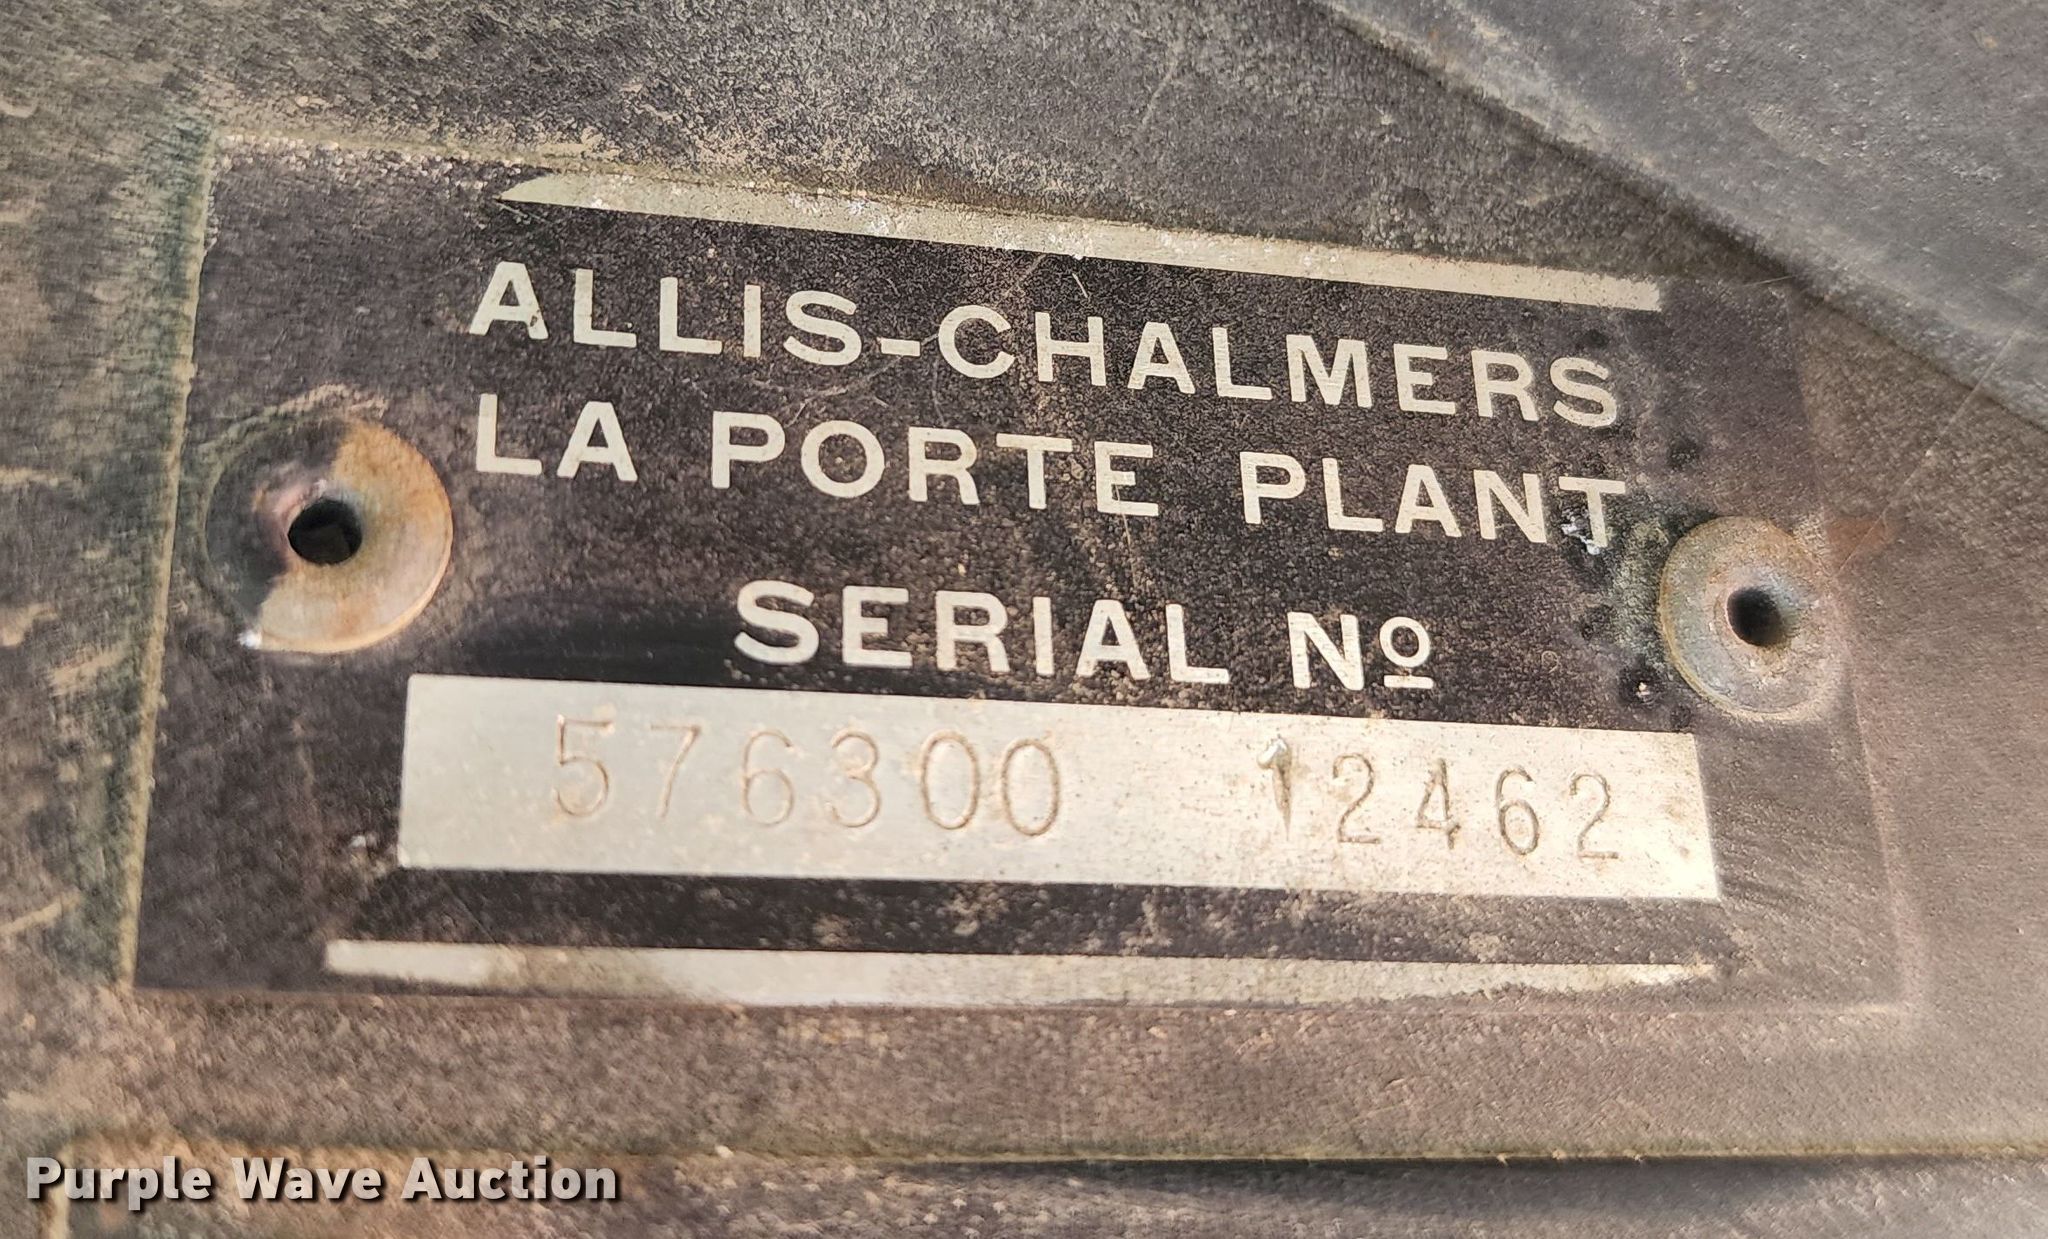 ALLIS-CHALMERS
LA PORTE PLANT
SERIAL Nº
576300 12462
Purple Wave Auction